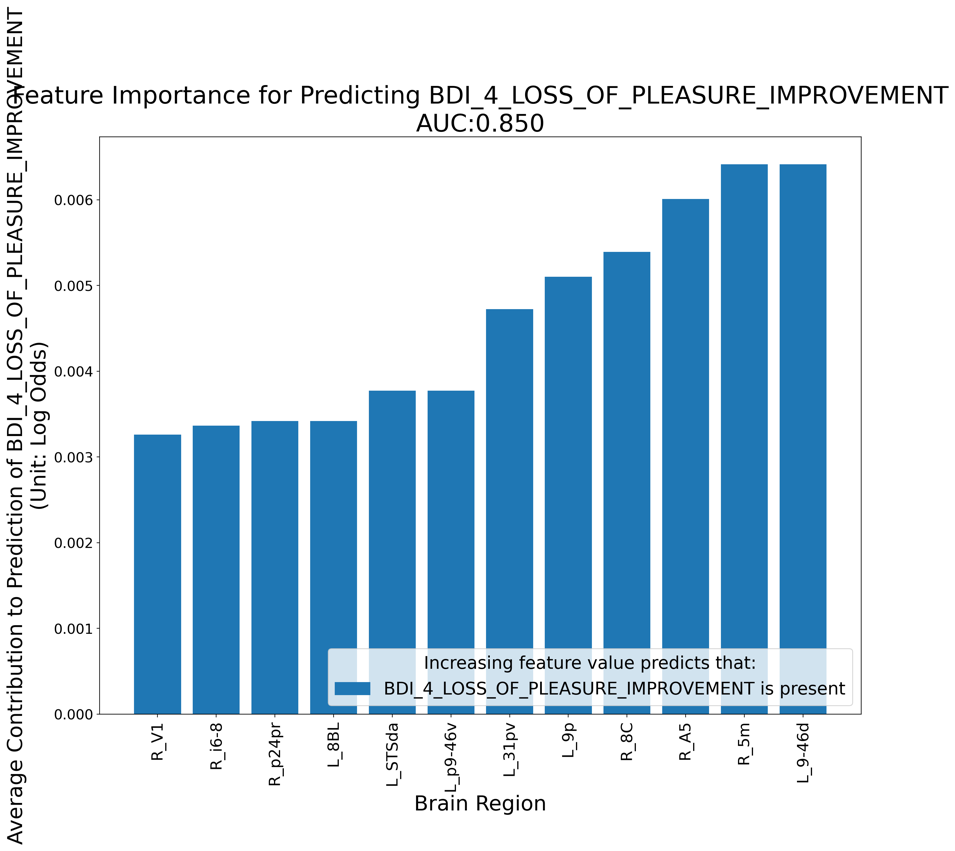 Feature Importance for Predicting BDI_4_LOSS_OF_PLEASURE_IMPROVEMENT
AUC:0.850
Average Contribution to Prediction of BDI_4_LOSS_OF_PLEASURE_IMPROVEMENT
(Unit: Log Odds)
0.006
0.005
0.004
0.003
0.002
0.001
0.000
Increasing feature value predicts that:
BDI_4_LOSS_OF_PLEASURE_IMPROVEMENT is present
R_V1
R_i6-8
R_p24pr
L_8BL
L_STSda
L_p9-46v
L_31pv
L_9p
R_8C
R_A5
R_5m
L_9-46d
Brain Region